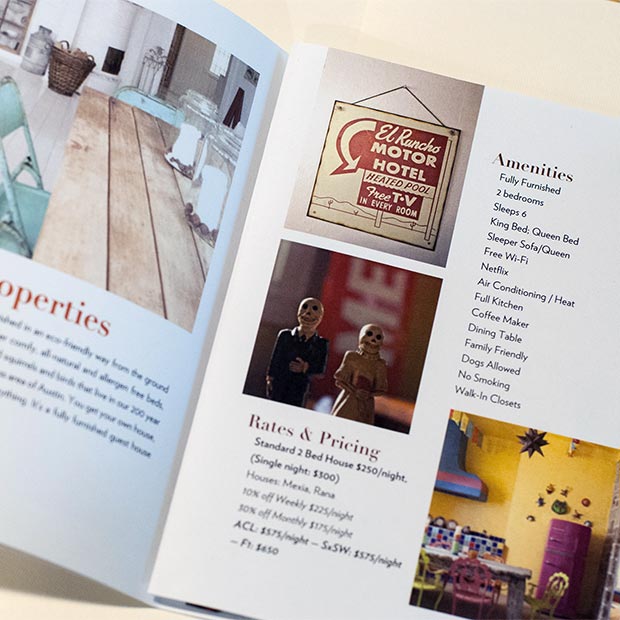 operties
nished in an eco-friendly way from the ground
er comfy, all-natural and allergen free beds,
d squirrels and birds that live in our 200 year
e area of Austin. You get your own house,
ything. It's a fully furnished guest house
El Rancho
MOTOR
HOTEL
HEATED POOL
Free T·V
IN EVERY ROOM
Rates & Pricing
Standard 2 Bed House $250/night,
(Single night: $300)
Houses: Mexia, Rana
10% off Weekly $225/night
30% off Monthly $175/night
ACL: $575/night — SxSW: $575/night
— F1: $650
Amenities
Fully Furnished
2 bedrooms
Sleeps 6
King Bed; Queen Bed
Sleeper Sofa/Queen
Free Wi-Fi
Netflix
Air Conditioning / Heat
Full Kitchen
Coffee Maker
Dining Table
Family Friendly
Dogs Allowed
No Smoking
Walk-In Closets